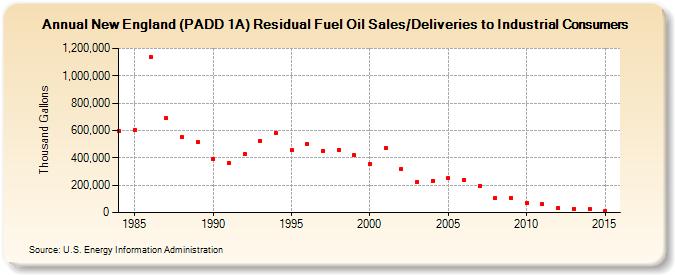 Annual New England (PADD 1A) Residual Fuel Oil Sales/Deliveries to Industrial Consumers
Thousand Gallons
1,200,000
1,000,000
800,000
600,000
400,000
200,000
0
1985 1990 1995 2000 2005 2010 2015
Source: U.S. Energy Information Administration